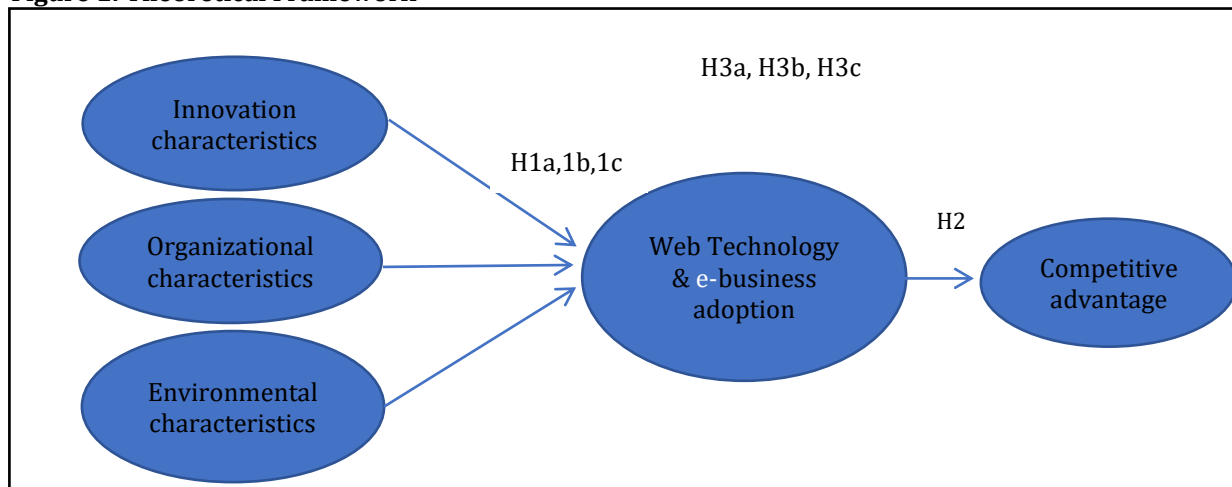 H3a, H3b, H3c
Innovation
characteristics
H1a,1b,1c
Organizational
characteristics
Web Technology
& e-business
adoption
H2
Competitive
advantage
Environmental
characteristics